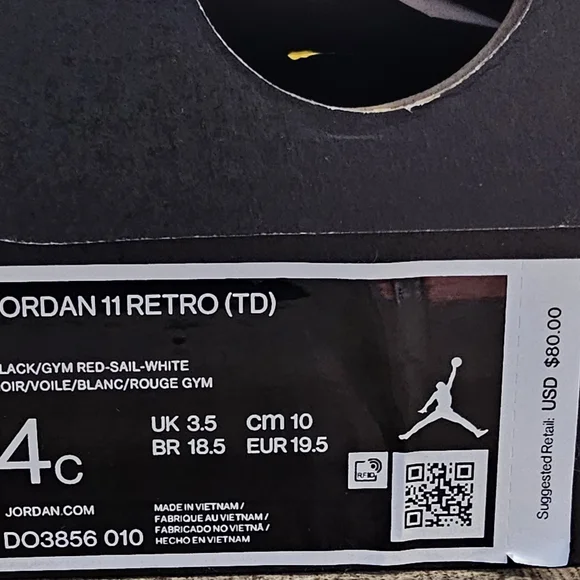 ORDAN 11 RETRO (TD)
LACK/GYM RED-SAIL-WHITE
OIR/VOILE/BLANC/ROUGE GYM
4C
UK 3.5 cm 10
BR 18.5 EUR 19.5
RFID
JORDAN.COM
DO3856 010
MADE IN VIETNAM /
FABRIQUE AU VIETNAM /
FABRICADO NO VIETNÃ /
HECHO EN VIETNAM
Suggested Retail: USD $80.00